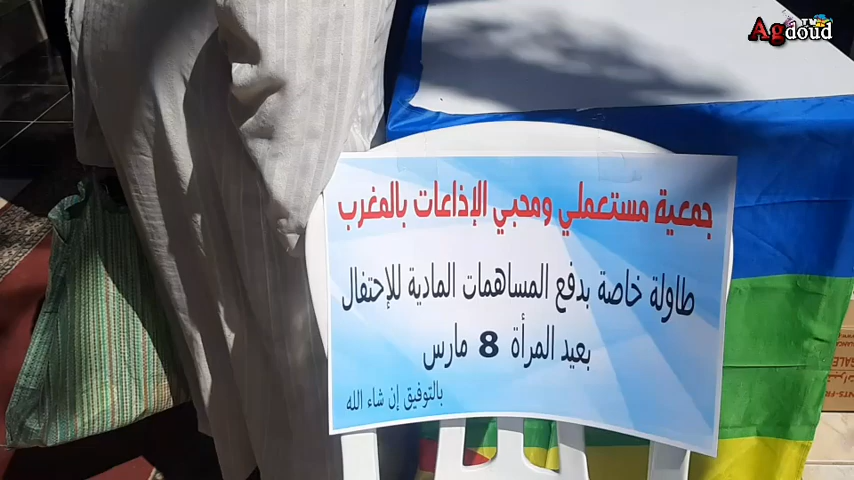 Agdoud
TV
جمعية مستعملي ومحبي الإذاعات بالمغرب
طاولة خاصة بدفع المساهمات المادية للإحتفال
بعيد المرأة 8 مارس
بالتوفيق إن شاء الله